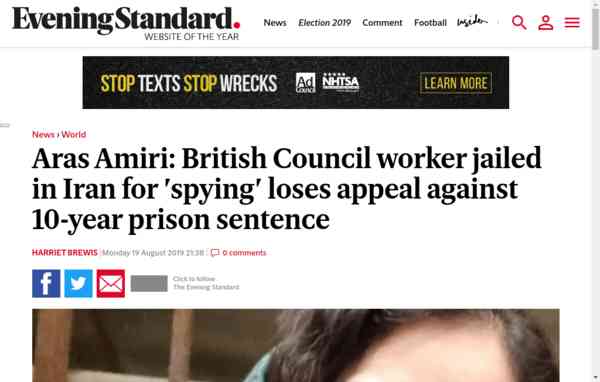 Evening Standard.
WEBSITE OF THE YEAR
News Election 2019 Comment Football insider
STOP TEXTS STOP WRECKS Ad Council NHTSA LEARN MORE
News › World
Aras Amiri: British Council worker jailed
in Iran for 'spying' loses appeal against
10-year prison sentence
HARRIET BREWIS | Monday 19 August 2019 21:38 | 0 comments
Click to follow
The Evening Standard